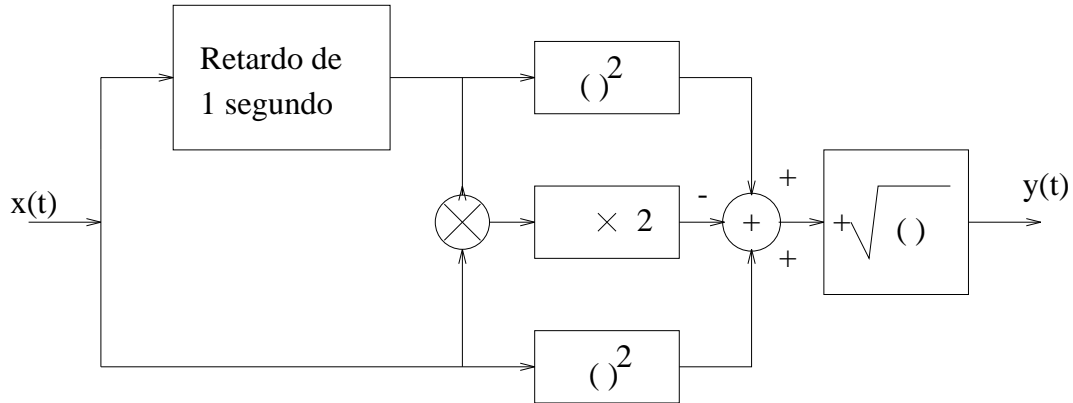 Retardo de
1 segundo
( )²
x(t)
× 2
-
+
+
+
+√( )
y(t)
( )²